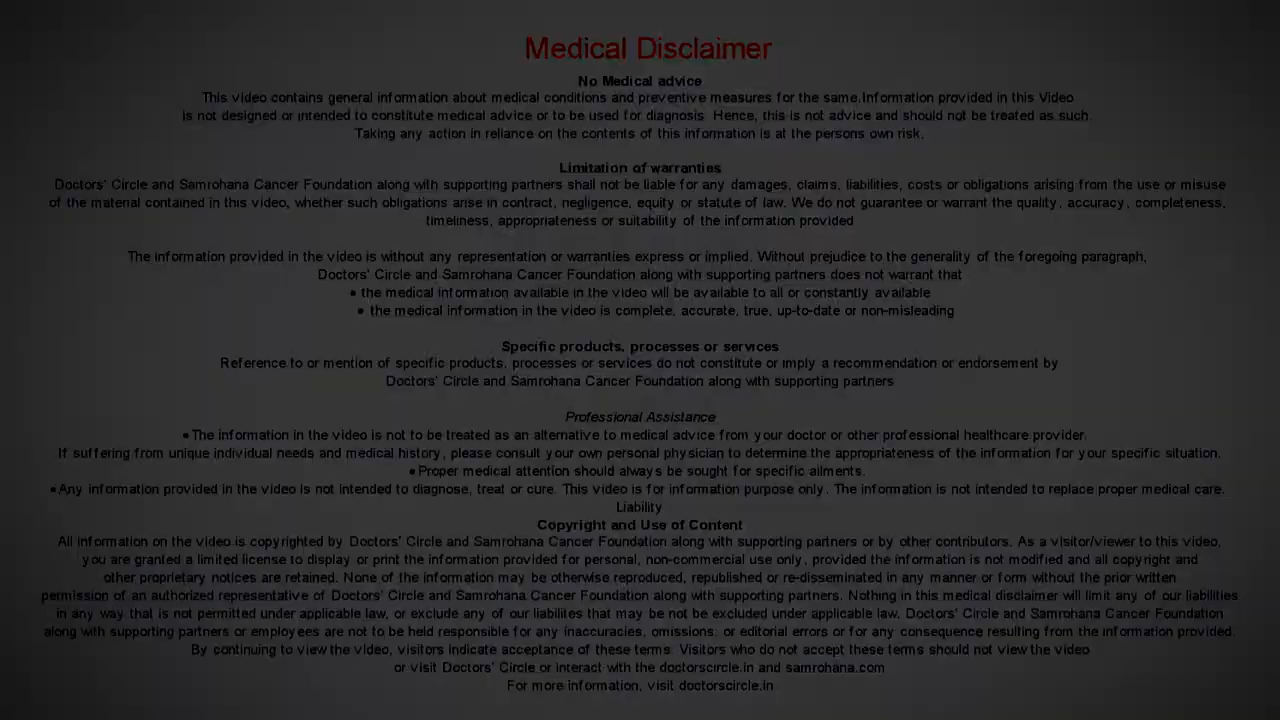 Medical Disclaimer
No Medical advice
This video contains general information about medical conditions and preventive measures for the same.Information provided in this Video
is not designed or intended to constitute medical advice or to be used for diagnosis. Hence, this is not advice and should not be treated as such.
Taking any action in reliance on the contents of this information is at the persons own risk.
Limitation of warranties
Doctors' Circle and Samrohana Cancer Foundation along with supporting partners shall not be liable for any damages, claims, liabilities, costs or obligations arising from the use or misuse
of the material contained in this video, whether such obligations arise in contract, negligence, equity or statute of law. We do not guarantee or warrant the quality, accuracy, completeness,
timeliness, appropriateness or suitability of the information provided
The information provided in the video is without any representation or warranties express or implied. Without prejudice to the generality of the foregoing paragraph,
Doctors' Circle and Samrohana Cancer Foundation along with supporting partners does not warrant that
• the medical information available in the video will be available to all or constantly available
• the medical information in the video is complete, accurate, true, up-to-date or non-misleading
Specific products, processes or services
Reference to or mention of specific products, processes or services do not constitute or imply a recommendation or endorsement by
Doctors' Circle and Samrohana Cancer Foundation along with supporting partners
Professional Assistance
•The information in the video is not to be treated as an alternative to medical advice from your doctor or other professional healthcare provider.
If suffering from unique individual needs and medical history, please consult your own personal physician to determine the appropriateness of the information for your specific situation.
•Proper medical attention should always be sought for specific ailments.
•Any information provided in the video is not intended to diagnose, treat or cure. This video is for information purpose only. The information is not intended to replace proper medical care.
Liability
Copyright and Use of Content
All information on the video is copyrighted by Doctors' Circle and Samrohana Cancer Foundation along with supporting partners or by other contributors. As a visitor/viewer to this video,
you are granted a limited license to display or print the information provided for personal, non-commercial use only, provided the information is not modified and all copyright and
other proprietary notices are retained. None of the information may be otherwise reproduced, republished or re-disseminated in any manner or form without the prior written
permission of an authorized representative of Doctors' Circle and Samrohana Cancer Foundation along with supporting partners. Nothing in this medical disclaimer will limit any of our liabilities
in any way that is not permitted under applicable law, or exclude any of our liabilites that may be not be excluded under applicable law. Doctors' Circle and Samrohana Cancer Foundation
along with supporting partners or employees are not to be held responsible for any inaccuracies, omissions, or editorial errors or for any consequence resulting from the information provided.
By continuing to view the video, visitors indicate acceptance of these terms. Visitors who do not accept these terms should not view the video
or visit Doctors' Circle or interact with the doctorscircle.in and samrohana.com
For more information, visit doctorscircle.in